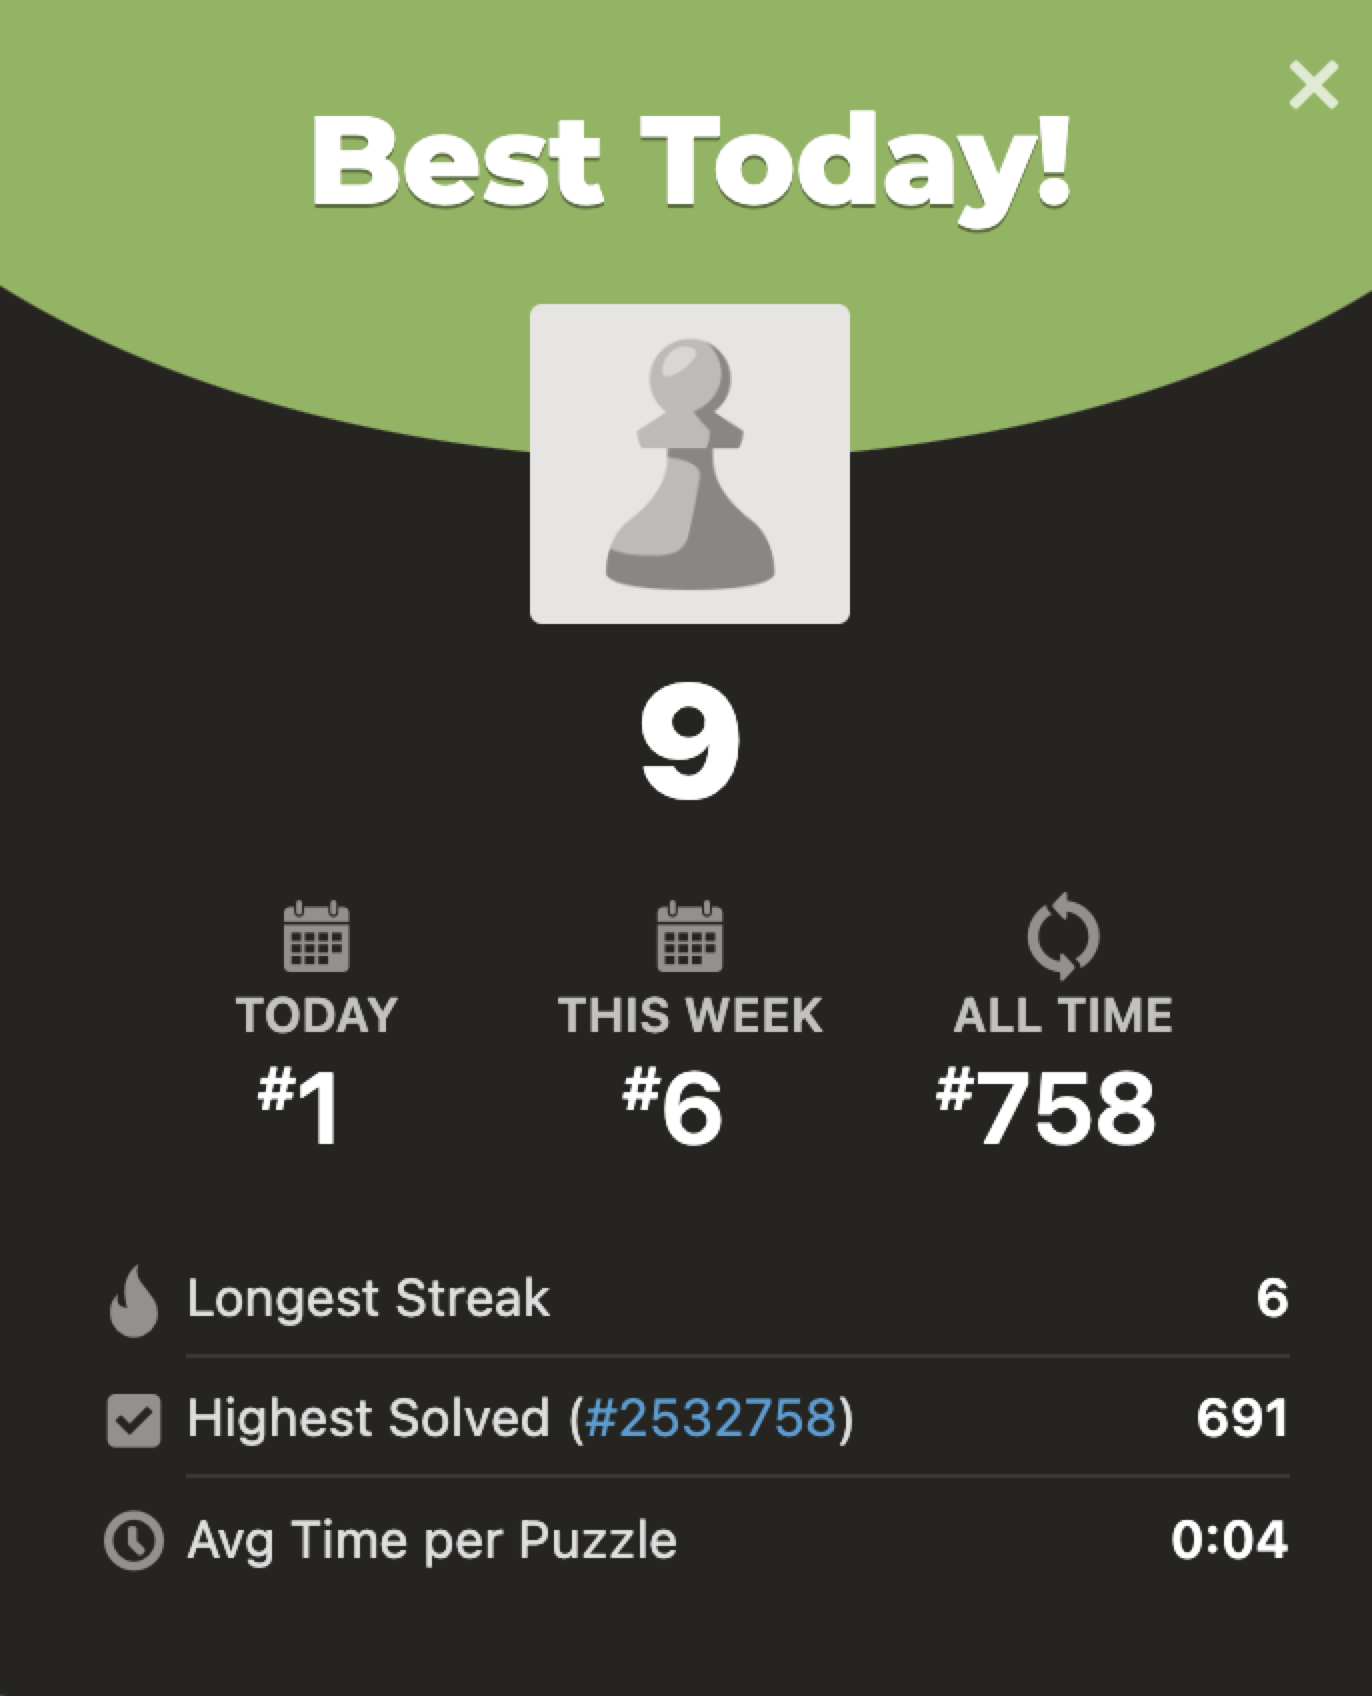 Best Today!
9
TODAY THIS WEEK ALL TIME
#1 #6 #758
Longest Streak 6
Highest Solved (#2532758) 691
Avg Time per Puzzle 0:04